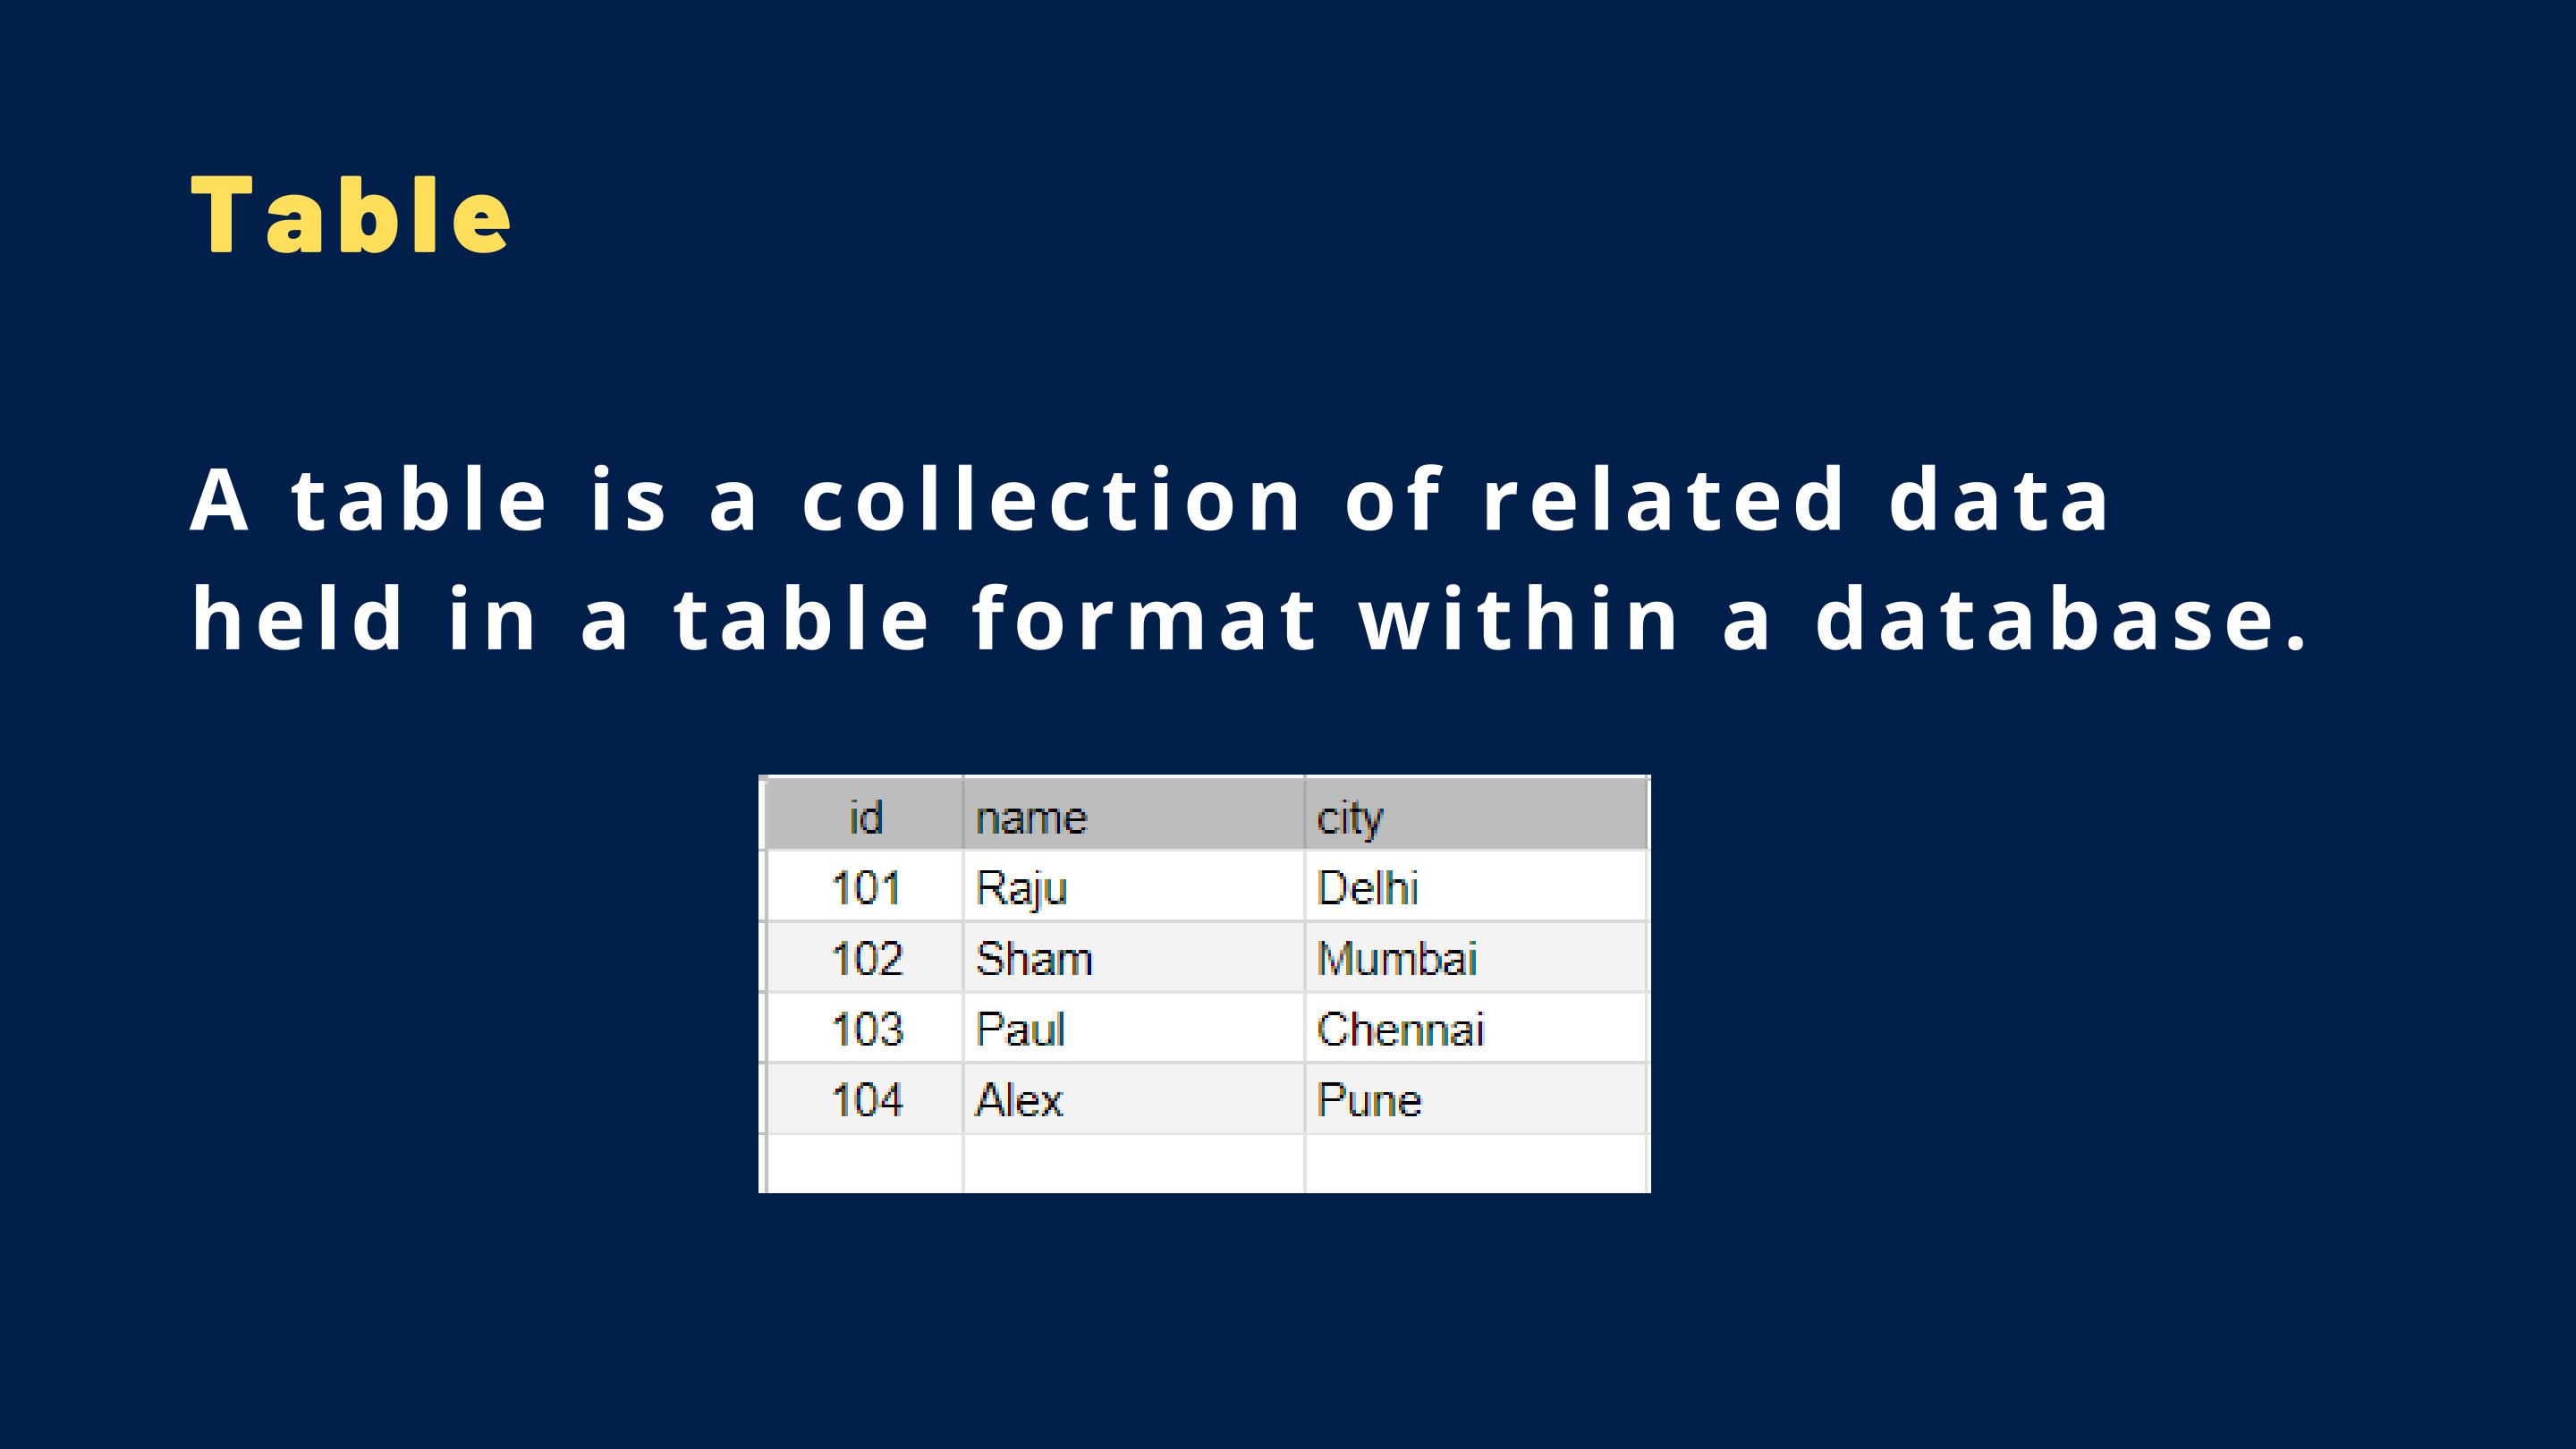 Table
A table is a collection of related data
held in a table format within a database.
id name city
101 Raju Delhi
102 Sham Mumbai
103 Paul Chennai
104 Alex Pune